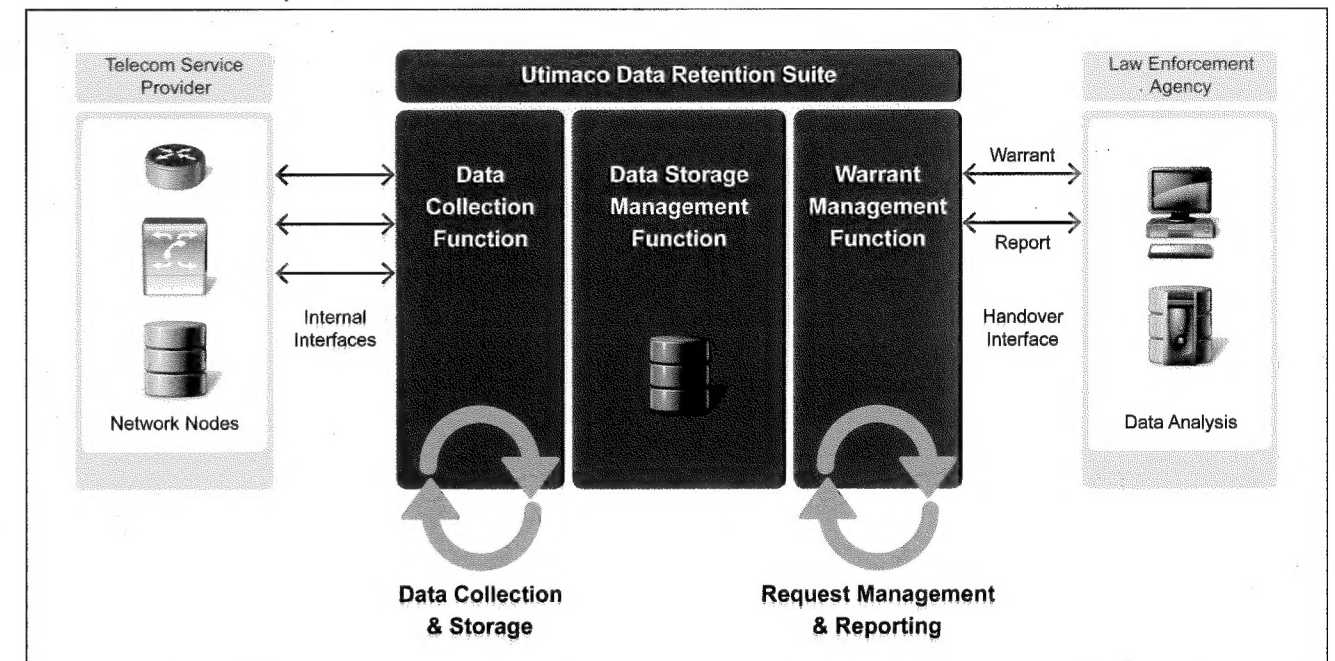 Telecom Service
Provider
Utimaco Data Retention Suite
Law Enforcement
Agency
Data
Collection
Function
Data Storage
Management
Function
Warrant
Management
Function
Warrant
Report
Internal
Interfaces
Handover
Interface
Network Nodes
Data Analysis
Data Collection
& Storage
Request Management
& Reporting